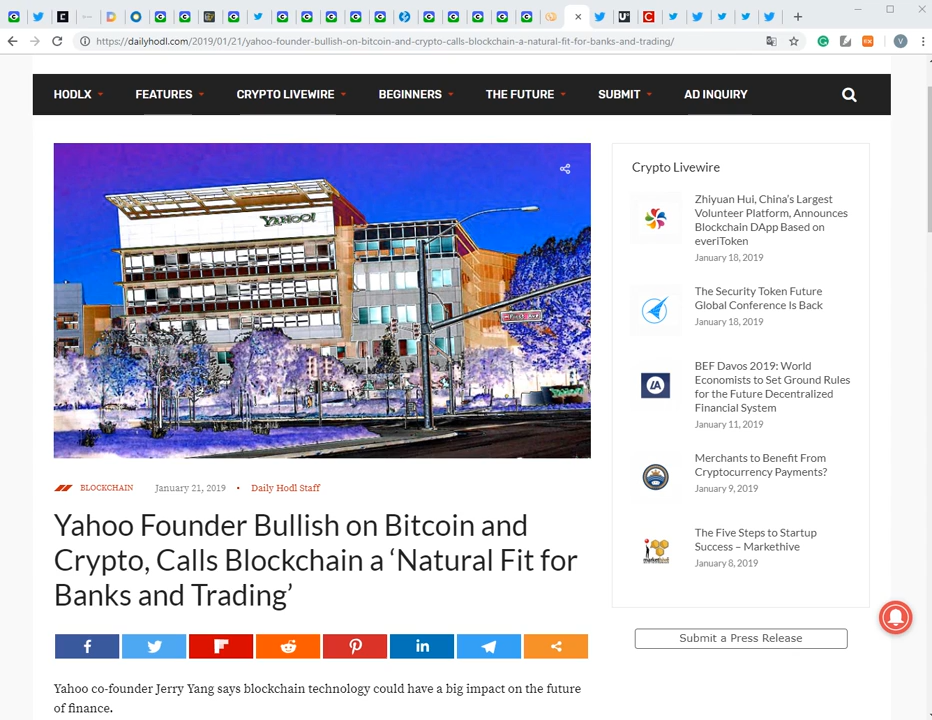 https://dailyhodl.com/2019/01/21/yahoo-founder-bullish-on-bitcoin-and-crypto-calls-blockchain-a-natural-fit-for-banks-and-trading/
V
HODLX
FEATURES
CRYPTO LIVEWIRE
BEGINNERS
THE FUTURE
SUBMIT
AD INQUIRY
YAHOO!
BLOCKCHAIN
January 21, 2019 • Daily Hodl Staff
Yahoo Founder Bullish on Bitcoin and
Crypto, Calls Blockchain a ‘Natural Fit for
Banks and Trading’
Yahoo co-founder Jerry Yang says blockchain technology could have a big impact on the future
of finance.
Crypto Livewire
Zhiyuan Hui, China’s Largest
Volunteer Platform, Announces
Blockchain DApp Based on
everiToken
January 18, 2019
The Security Token Future
Global Conference Is Back
January 18, 2019
BEF Davos 2019: World
Economists to Set Ground Rules
for the Future Decentralized
Financial System
January 11, 2019
Merchants to Benefit From
Cryptocurrency Payments?
January 9, 2019
The Five Steps to Startup
Success – Markethive
January 8, 2019
Submit a Press Release